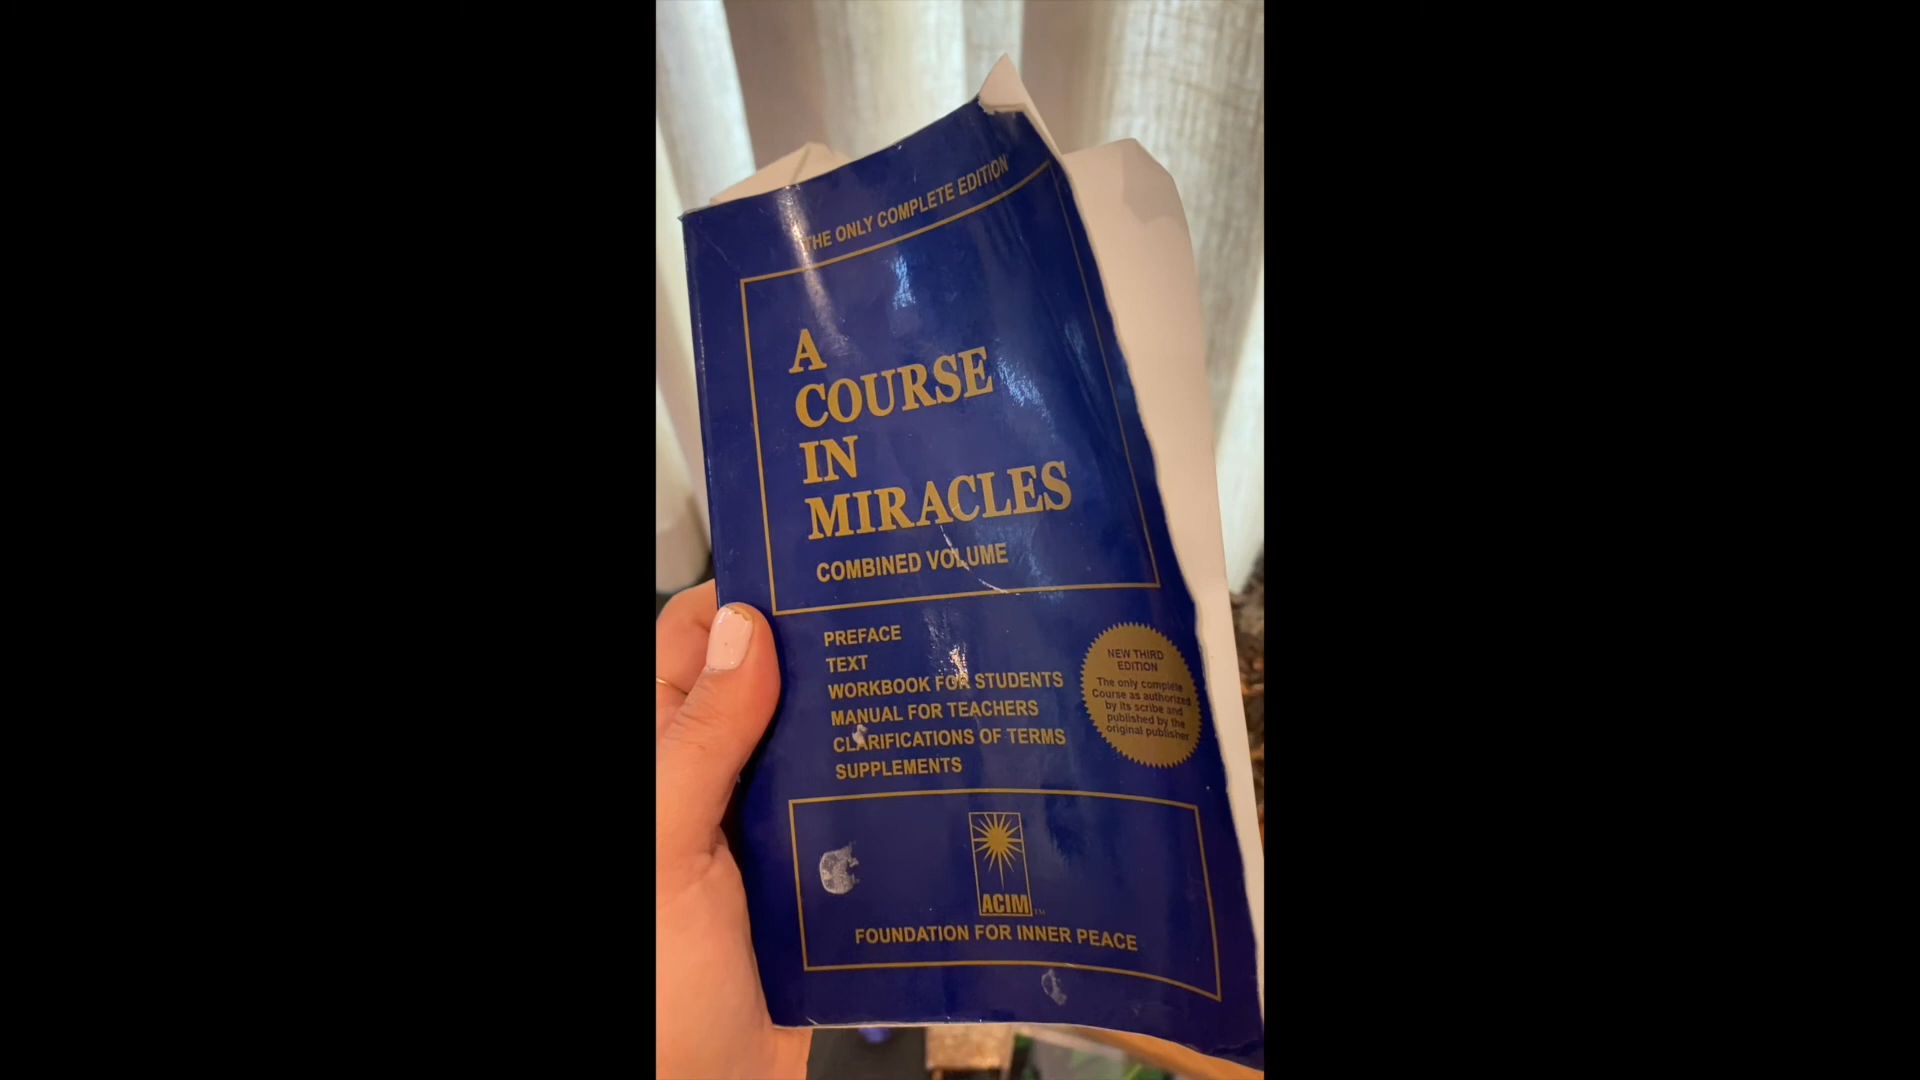 THE ONLY COMPLETE EDITION
A
COURSE
IN
MIRACLES
COMBINED VOLUME
PREFACE
TEXT
WORKBOOK FOR STUDENTS
MANUAL FOR TEACHERS
CLARIFICATIONS OF TERMS
SUPPLEMENTS
NEW THIRD
EDITION
The only complete
Course as authorized
by its scribe and
published by the
original publisher
ACIM™
FOUNDATION FOR INNER PEACE